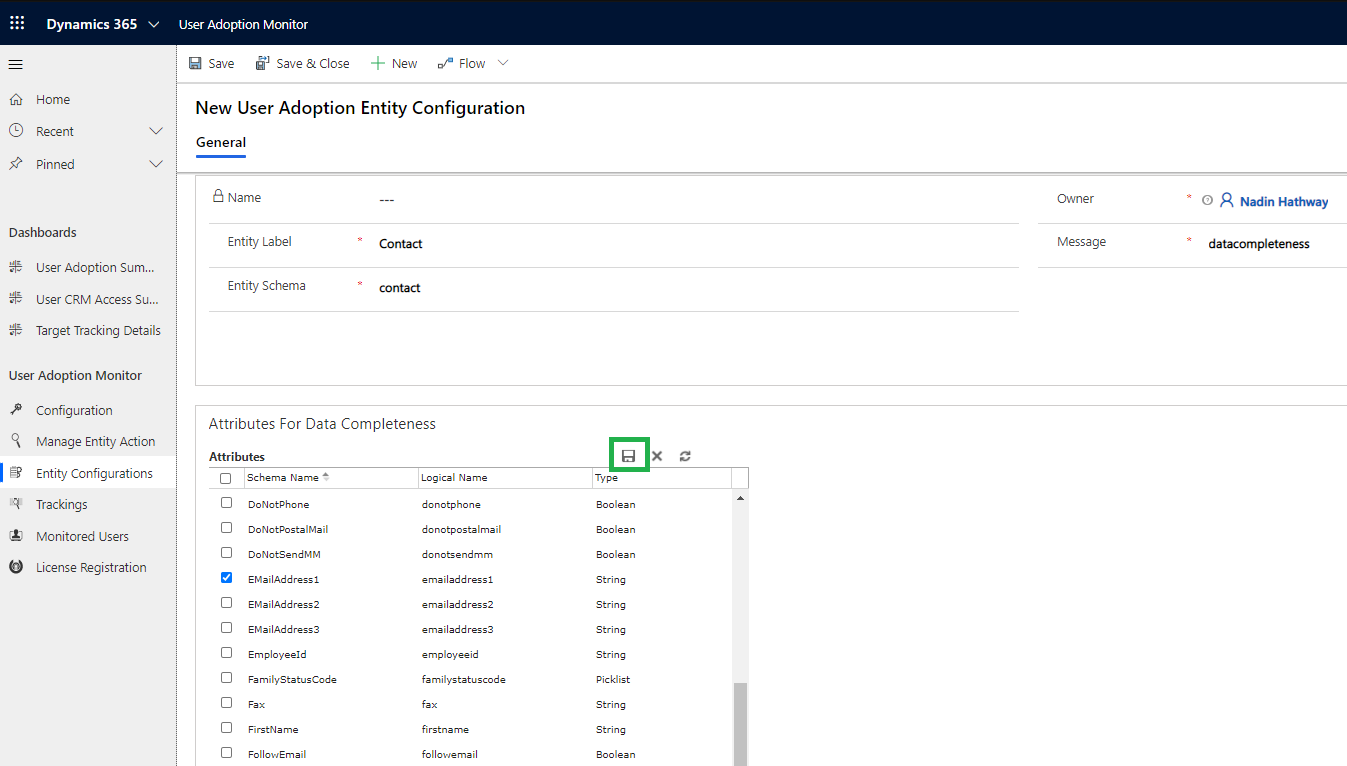 Dynamics 365 User Adoption Monitor
Save Save & Close New Flow
Home
Recent
Pinned
Dashboards
User Adoption Sum...
User CRM Access Su...
Target Tracking Details
User Adoption Monitor
Configuration
Manage Entity Action
Entity Configurations
Trackings
Monitored Users
License Registration
New User Adoption Entity Configuration
General
Name ---
Entity Label * Contact
Entity Schema * contact
Owner * Nadin Hathway
Message * datacompleteness
Attributes For Data Completeness
Attributes
Schema Name Logical Name Type
DoNotPhone donotphone Boolean
DoNotPostalMail donotpostalmail Boolean
DoNotSendMM donotsendmm Boolean
EMailAddress1 emailaddress1 String
EMailAddress2 emailaddress2 String
EMailAddress3 emailaddress3 String
EmployeeId employeeid String
FamilyStatusCode familystatuscode Picklist
Fax fax String
FirstName firstname String
FollowEmail followemail Boolean